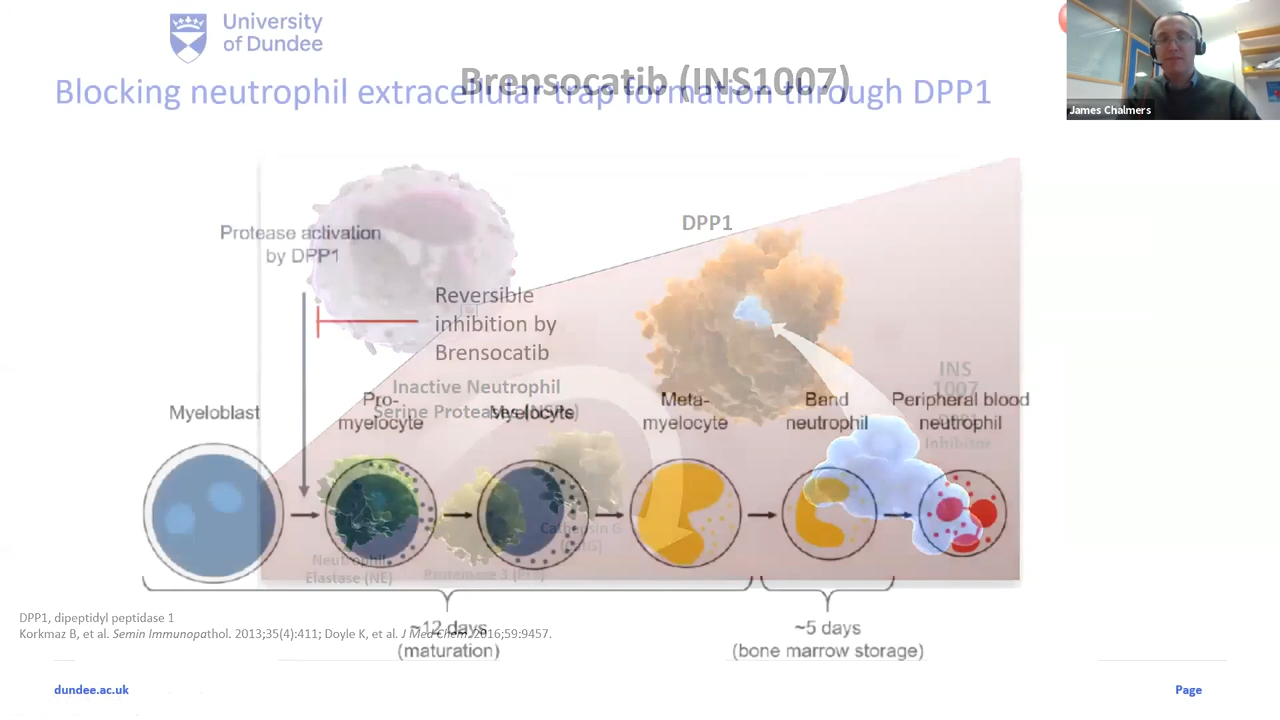 University
of Dundee
Brensocatib (INS1007)
Blocking neutrophil extracellular trap formation through DPP1
James Chalmers
Protease activation
by DPP1
DPP1
Reversible
inhibition by
Brensocatib
INS
1007
DPP1
Inhibitor
Inactive Neutrophil
Serine Proteases (NSPs)
Myeloblast
Pro-
myelocyte
Myelocyte
Meta-
myelocyte
Band
neutrophil
Peripheral blood
neutrophil
Cathepsin G
(CatG)
Neutrophil
Elastase (NE)
Proteinase 3 (Pr3)
~12 days
(maturation)
~5 days
(bone marrow storage)
DPP1, dipeptidyl peptidase 1
Korkmaz B, et al. Semin Immunopathol. 2013;35(4):411; Doyle K, et al. J Med Chem. 2016;59:9457.
dundee.ac.uk
Page